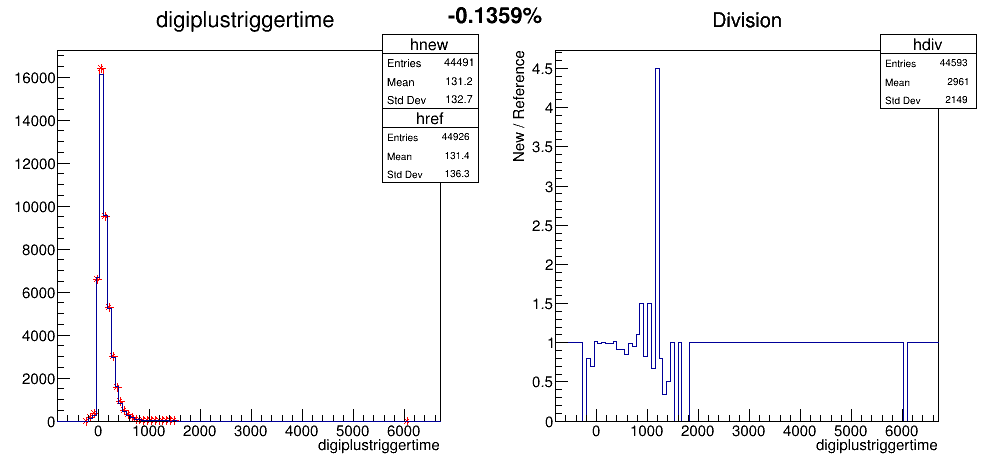 digiplustriggertime
-0.1359%
Division
hnew
Entries 44491
Mean 131.2
Std Dev 132.7
href
Entries 44926
Mean 131.4
Std Dev 136.3
16000
14000
12000
10000
8000
6000
4000
2000
0
0 1000 2000 3000 4000 5000 6000
digiplustriggertime
hdiv
Entries 44593
Mean 2961
Std Dev 2149
New / Reference
4.5
4
3.5
3
2.5
2
1.5
1
0.5
0
0 1000 2000 3000 4000 5000 6000
digiplustriggertime